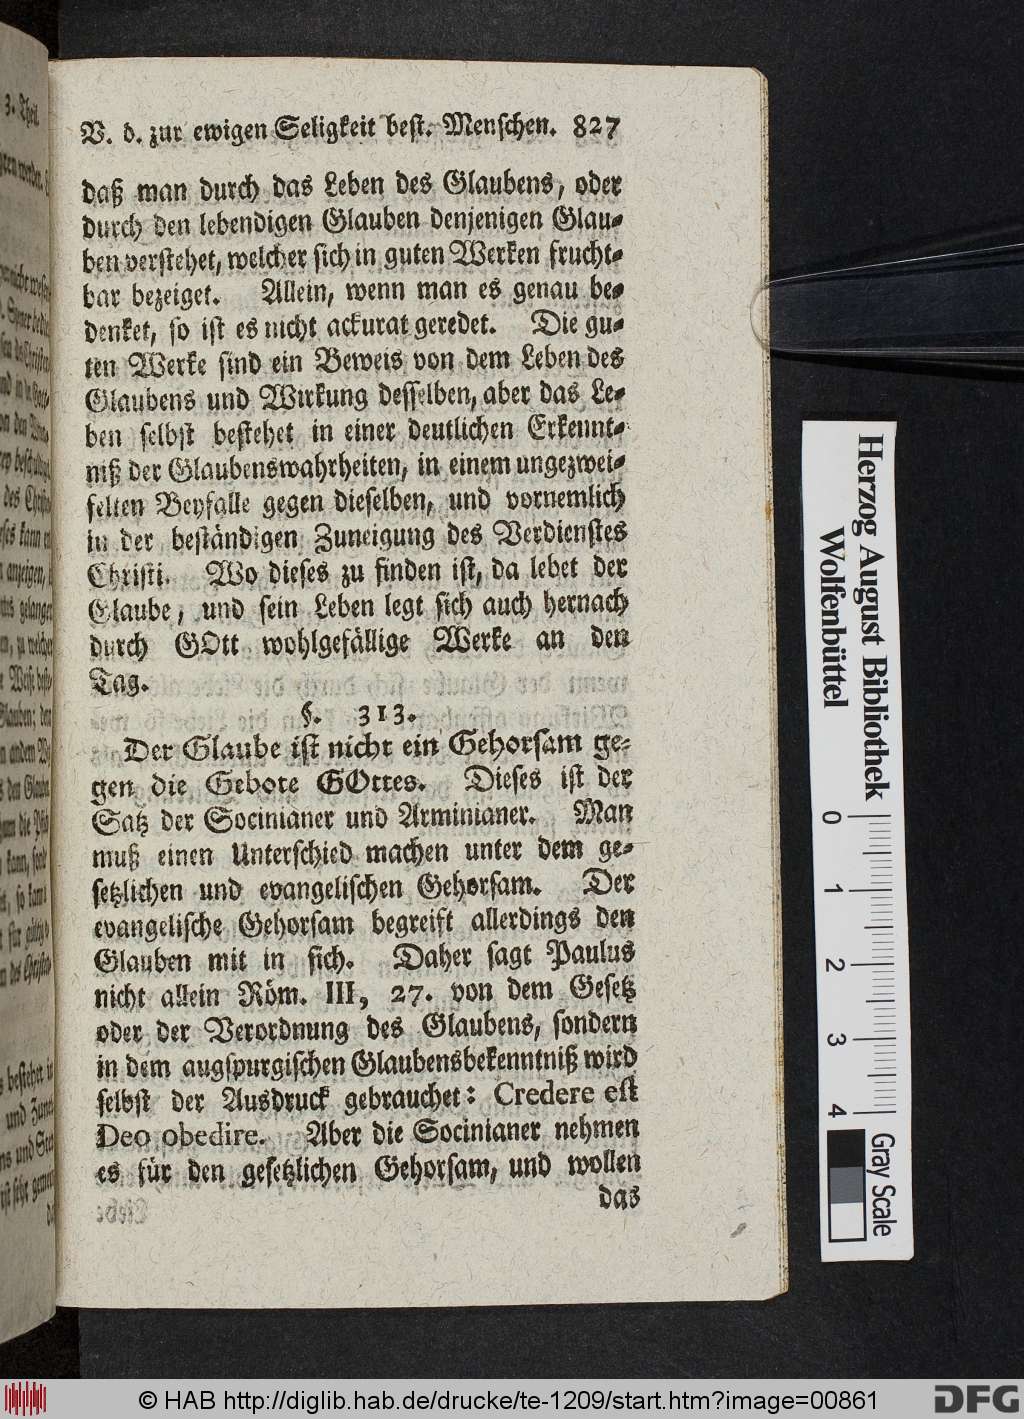 V. d. zur ewigen Seligkeit best. Menschen. 827
daß man durch das Leben des Glaubens, oder
durch den lebendigen Glauben denjenigen Glau-
ben verstehet, welcher sich in guten Werken frucht-
bar bezeiget. Allein, wenn man es genau be-
denket, so ist es nicht ackurat geredet. Die gu-
ten Werke sind ein Beweis von dem Leben des
Glaubens und Wirkung desselben, aber das Le-
ben selbst bestehet in einer deutlichen Erkennt-
niß der Glaubenswahrheiten, in einem ungezwei-
felten Beyfalle gegen dieselben, und vornemlich
in der beständigen Zuneigung des Verdienstes
Christi. Wo dieses zu finden ist, da lebet der
Glaube, und sein Leben legt sich auch hernach
durch GOtt wohlgefällige Werke an den
Tag.
§. 313.
Der Glaube ist nicht ein Gehorsam ge-
gen die Gebote GOttes. Dieses ist der
Satz der Socinianer und Arminianer. Man
muß einen Unterschied machen unter dem ge-
setzlichen und evangelischen Gehorsam. Der
evangelische Gehorsam begreift allerdings den
Glauben mit in sich. Daher sagt Paulus
nicht allein Röm. III, 27. von dem Gesetz
oder der Verordnung des Glaubens, sondern
in dem augspurgischen Glaubensbekenntniß wird
selbst der Ausdruck gebrauchet: Credere est
Deo obedire. Aber die Socinianer nehmen
es für den gesetzlichen Gehorsam, und wollen
das
Herzog August Bibliothek
Wolfenbüttel
0
1
2
3
4
Gray Scale
© HAB http://diglib.hab.de/drucke/te-1209/start.htm?image=00861
DFG